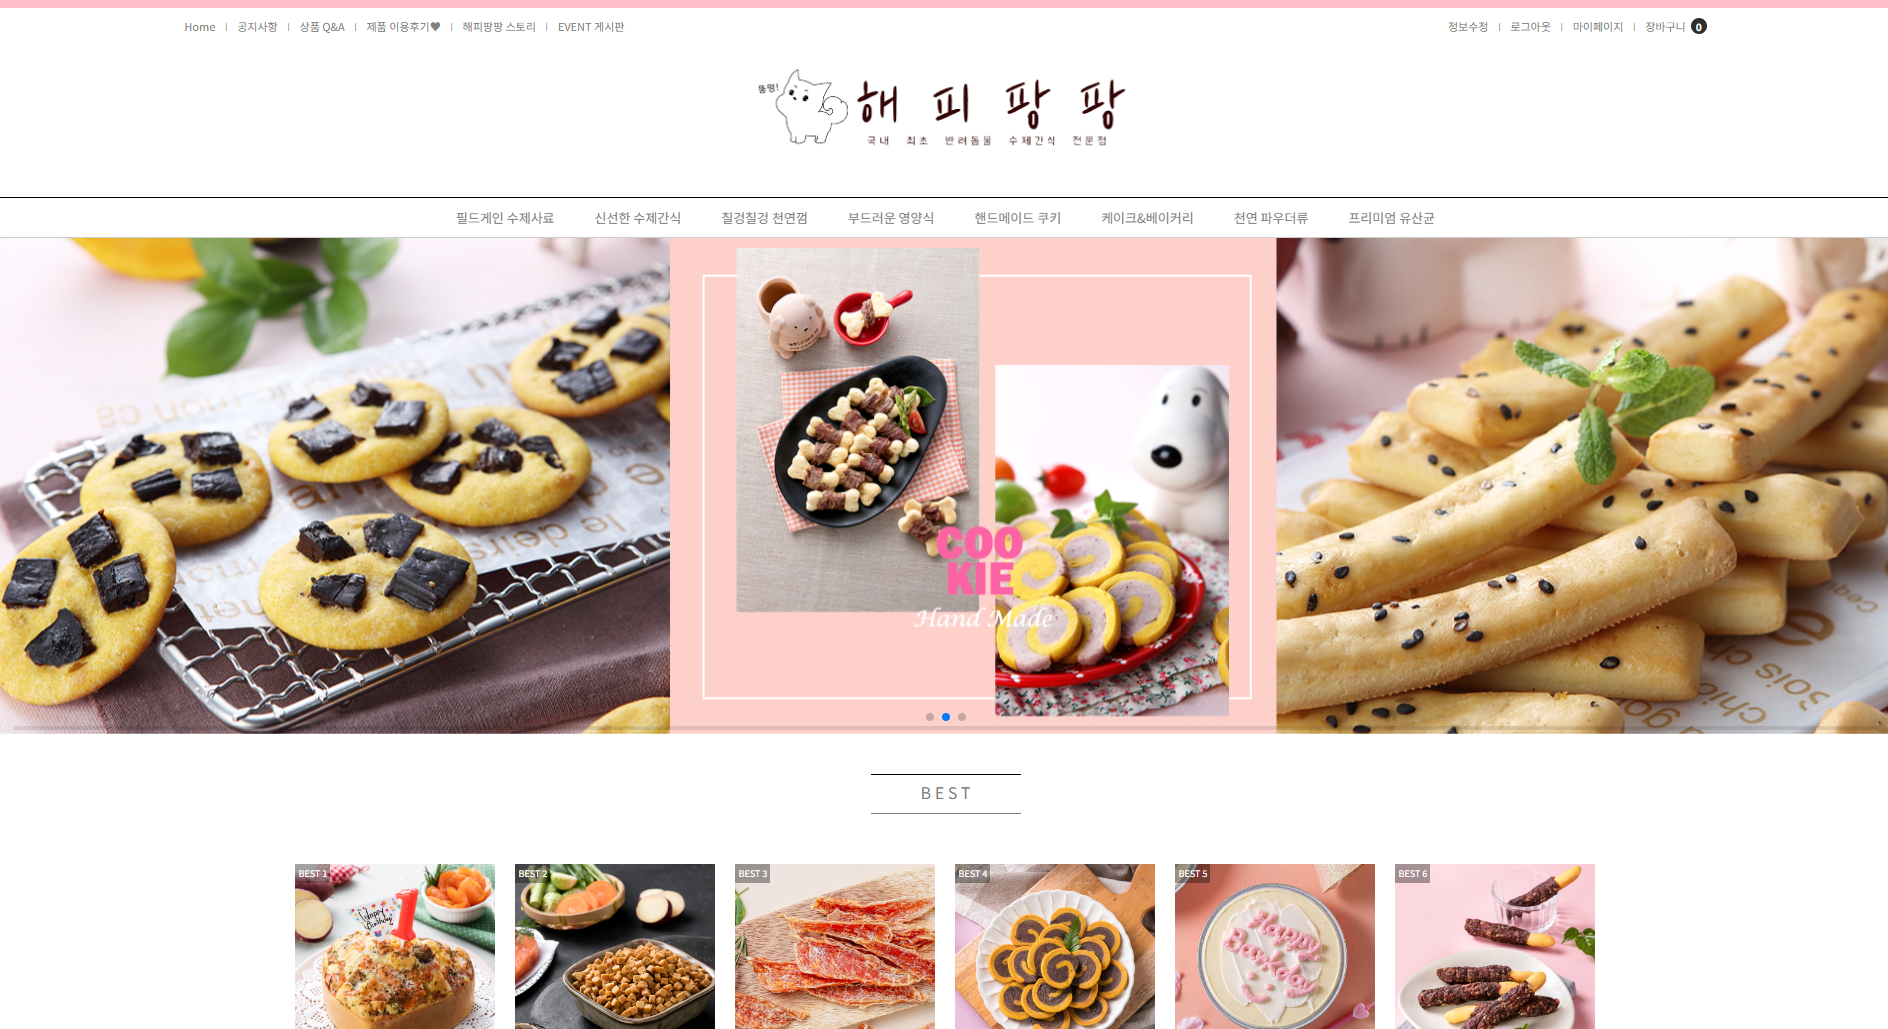 Home
공지사항
상품 Q&A
제품 이용후기♥
해피팡팡 스토리
EVENT 게시판
정보수정
로그아웃
마이페이지
장바구니 0
뚱땅!
해피팡팡
국내 최초 반려동물 수제간식 전문점
필드게인 수제사료
신선한 수제간식
칠겅칠겅 천연껌
부드러운 영양식
핸드메이드 쿠키
케이크&베이커리
천연 파우더류
프리미엄 유산균
COO
KIE
Hand Made
BEST
BEST 1
BEST 2
BEST 3
BEST 4
BEST 5
BEST 6
Happy
Birthday
1